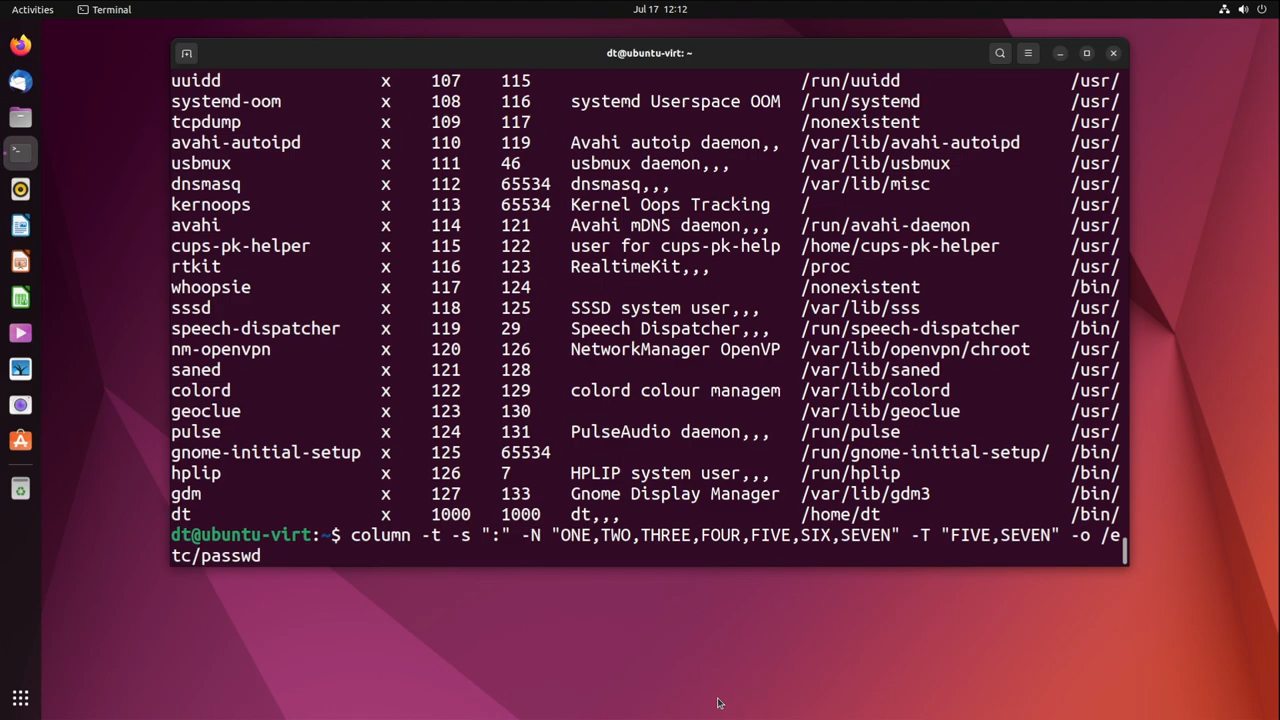 Activities Terminal Jul 17 12:12
dt@ubuntu-virt: ~
uuidd x 107 115 /run/uuidd /usr/
systemd-oom x 108 116 systemd Userspace OOM /run/systemd /usr/
tcpdump x 109 117 /nonexistent /usr/
avahi-autoipd x 110 119 Avahi autoip daemon,, /var/lib/avahi-autoipd /usr/
usbmux x 111 46 usbmux daemon,,, /var/lib/usbmux /usr/
dnsmasq x 112 65534 dnsmasq,,, /var/lib/misc /usr/
kernoops x 113 65534 Kernel Oops Tracking / /usr/
avahi x 114 121 Avahi mDNS daemon,,, /run/avahi-daemon /usr/
cups-pk-helper x 115 122 user for cups-pk-help /home/cups-pk-helper /usr/
rtkit x 116 123 RealtimeKit,,, /proc /usr/
whoopsie x 117 124 /nonexistent /bin/
sssd x 118 125 SSSD system user,,, /var/lib/sss /usr/
speech-dispatcher x 119 29 Speech Dispatcher,,, /run/speech-dispatcher /bin/
nm-openvpn x 120 126 NetworkManager OpenVP /var/lib/openvpn/chroot /usr/
saned x 121 128 /var/lib/saned /usr/
colord x 122 129 colord colour managem /var/lib/colord /usr/
geoclue x 123 130 /var/lib/geoclue /usr/
pulse x 124 131 PulseAudio daemon,,, /run/pulse /usr/
gnome-initial-setup x 125 65534 /run/gnome-initial-setup/ /bin/
hplip x 126 7 HPLIP system user,,, /run/hplip /bin/
gdm x 127 133 Gnome Display Manager /var/lib/gdm3 /bin/
dt x 1000 1000 dt,,, /home/dt /bin/
dt@ubuntu-virt:~$ column -t -s ":" -N "ONE,TWO,THREE,FOUR,FIVE,SIX,SEVEN" -T "FIVE,SEVEN" -o /e
tc/passwd